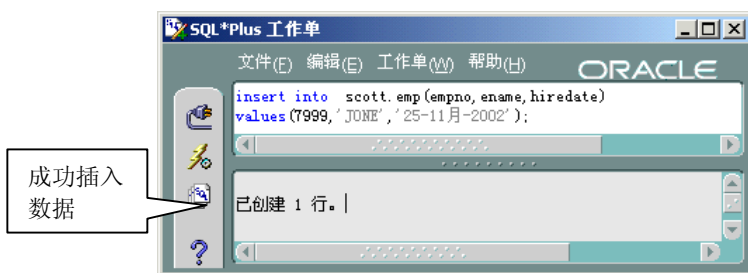 SQL*Plus 工作单
文件(F) 编辑(E) 工作单(W) 帮助(H) ORACLE
insert into scott.emp(empno,ename,hiredate)
values(7999,'JONE','25-11月-2002');
成功插入
数据
已创建 1 行。